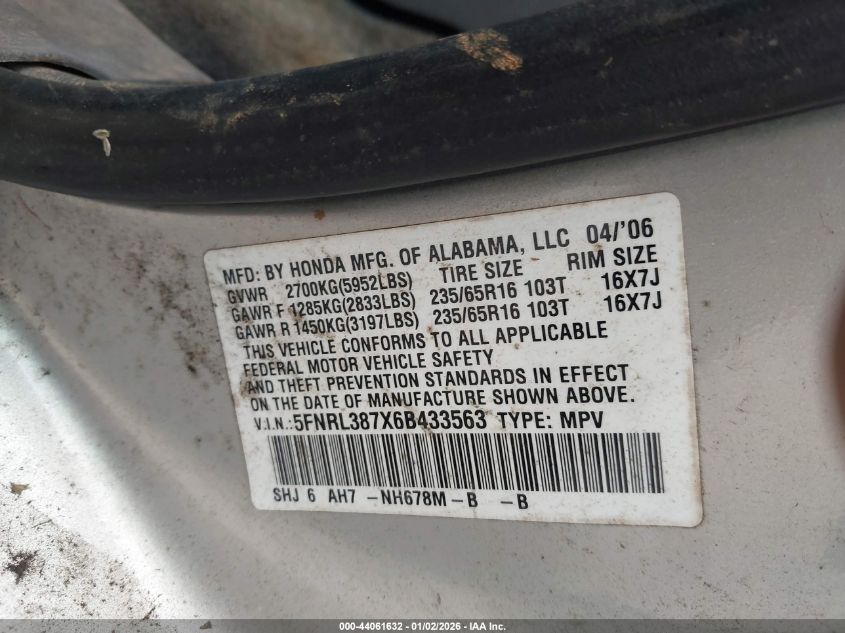 MFD: BY HONDA MFG. OF ALABAMA, LLC 04/'06
GVWR 2700KG(5952LBS) TIRE SIZE RIM SIZE
GAWR F 1285KG(2833LBS) 235/65R16 103T 16X7J
GAWR R 1450KG(3197LBS) 235/65R16 103T 16X7J
THIS VEHICLE CONFORMS TO ALL APPLICABLE
FEDERAL MOTOR VEHICLE SAFETY
AND THEFT PREVENTION STANDARDS IN EFFECT
ON THE DATE OF MANUFACTURE SHOWN ABOVE.
V.I.N.:5FNRL387X6B433563 TYPE: MPV
SHJ 6 AH7 -NH678M-B -B
000-44061632 - 01/02/2026 - IAA Inc.